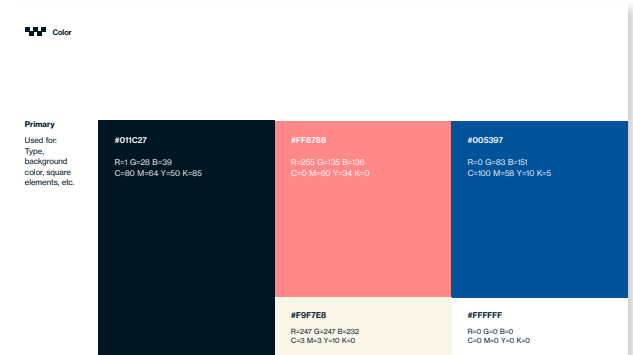 Color
Primary
Used for:
Type,
background
color, square
elements, etc.
#011C27
R=1 G=28 B=39
C=80 M=64 Y=50 K=85
#FF8788
R=255 G=135 B=136
C=0 M=60 Y=34 K=0
#005397
R=0 G=83 B=151
C=100 M=58 Y=10 K=5
#F9F7E8
R=247 G=247 B=232
C=3 M=3 Y=10 K=0
#FFFFFF
R=0 G=0 B=0
C=0 M=0 Y=0 K=0